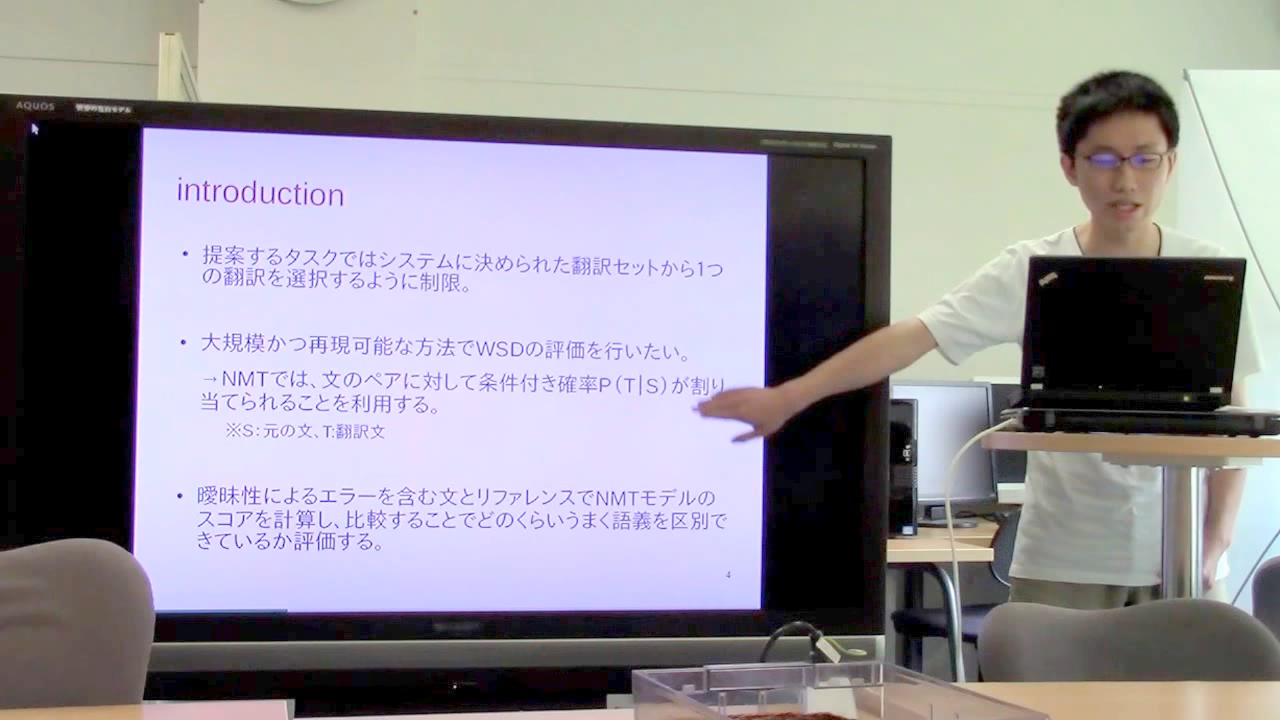 AQUOS
introduction
• 提案するタスクではシステムに決められた翻訳セットから1つ
の翻訳を選択するように制限。
• 大規模かつ再現可能な方法でWSDの評価を行いたい。
→NMTでは、文のペアに対して条件付き確率P(T|S)が割り
当てられることを利用する。
※S:元の文、T:翻訳文
• 曖昧性によるエラーを含む文とリファレンスでNMTモデルの
スコアを計算し、比較することでどのくらいうまく語義を区別で
きているか評価する。
4